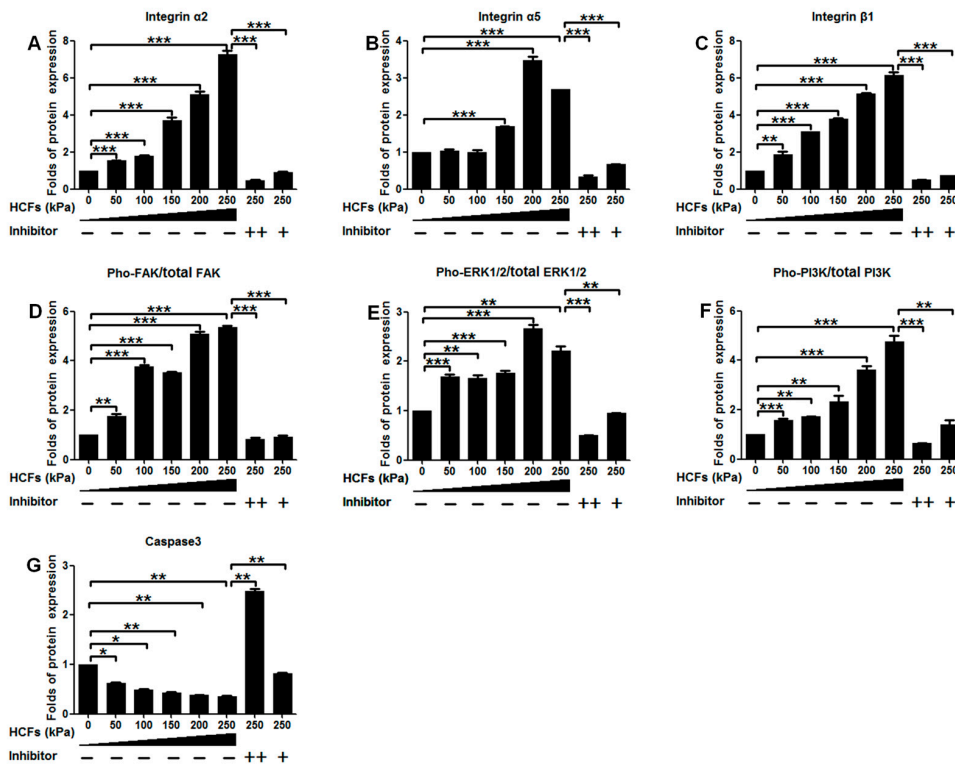 A
Integrin α2
Folds of protein expression
8
6
4
2
0
***
***
***
***
***
***
***
0 50 100 150 200 250 250 250
HCFs (kPa)
Inhibitor
− − − − − − ++ +
B
Integrin α5
Folds of protein expression
4
3
2
1
0
***
***
***
***
***
0 50 100 150 200 250 250 250
HCFs (kPa)
Inhibitor
− − − − − − ++ +
C
Integrin β1
Folds of protein expression
8
6
4
2
0
***
***
***
***
***
***
**
0 50 100 150 200 250 250 250
HCFs (kPa)
Inhibitor
− − − − − − ++ +
D
Pho-FAK/total FAK
Folds of protein expression
6
4
2
0
***
***
***
***
***
***
**
0 50 100 150 200 250 250 250
HCFs (kPa)
Inhibitor
− − − − − − ++ +
E
Pho-ERK1/2/total ERK1/2
Folds of protein expression
3
2
1
0
**
***
**
***
***
**
***
0 50 100 150 200 250 250 250
HCFs (kPa)
Inhibitor
− − − − − − ++ +
F
Pho-PI3K/total PI3K
Folds of protein expression
6
4
2
0
**
***
***
***
**
**
***
0 50 100 150 200 250 250 250
HCFs (kPa)
Inhibitor
− − − − − − ++ +
G
Caspase3
Folds of protein expression
3
2
1
0
**
**
**
**
**
*
*
0 50 100 150 200 250 250 250
HCFs (kPa)
Inhibitor
− − − − − − ++ +